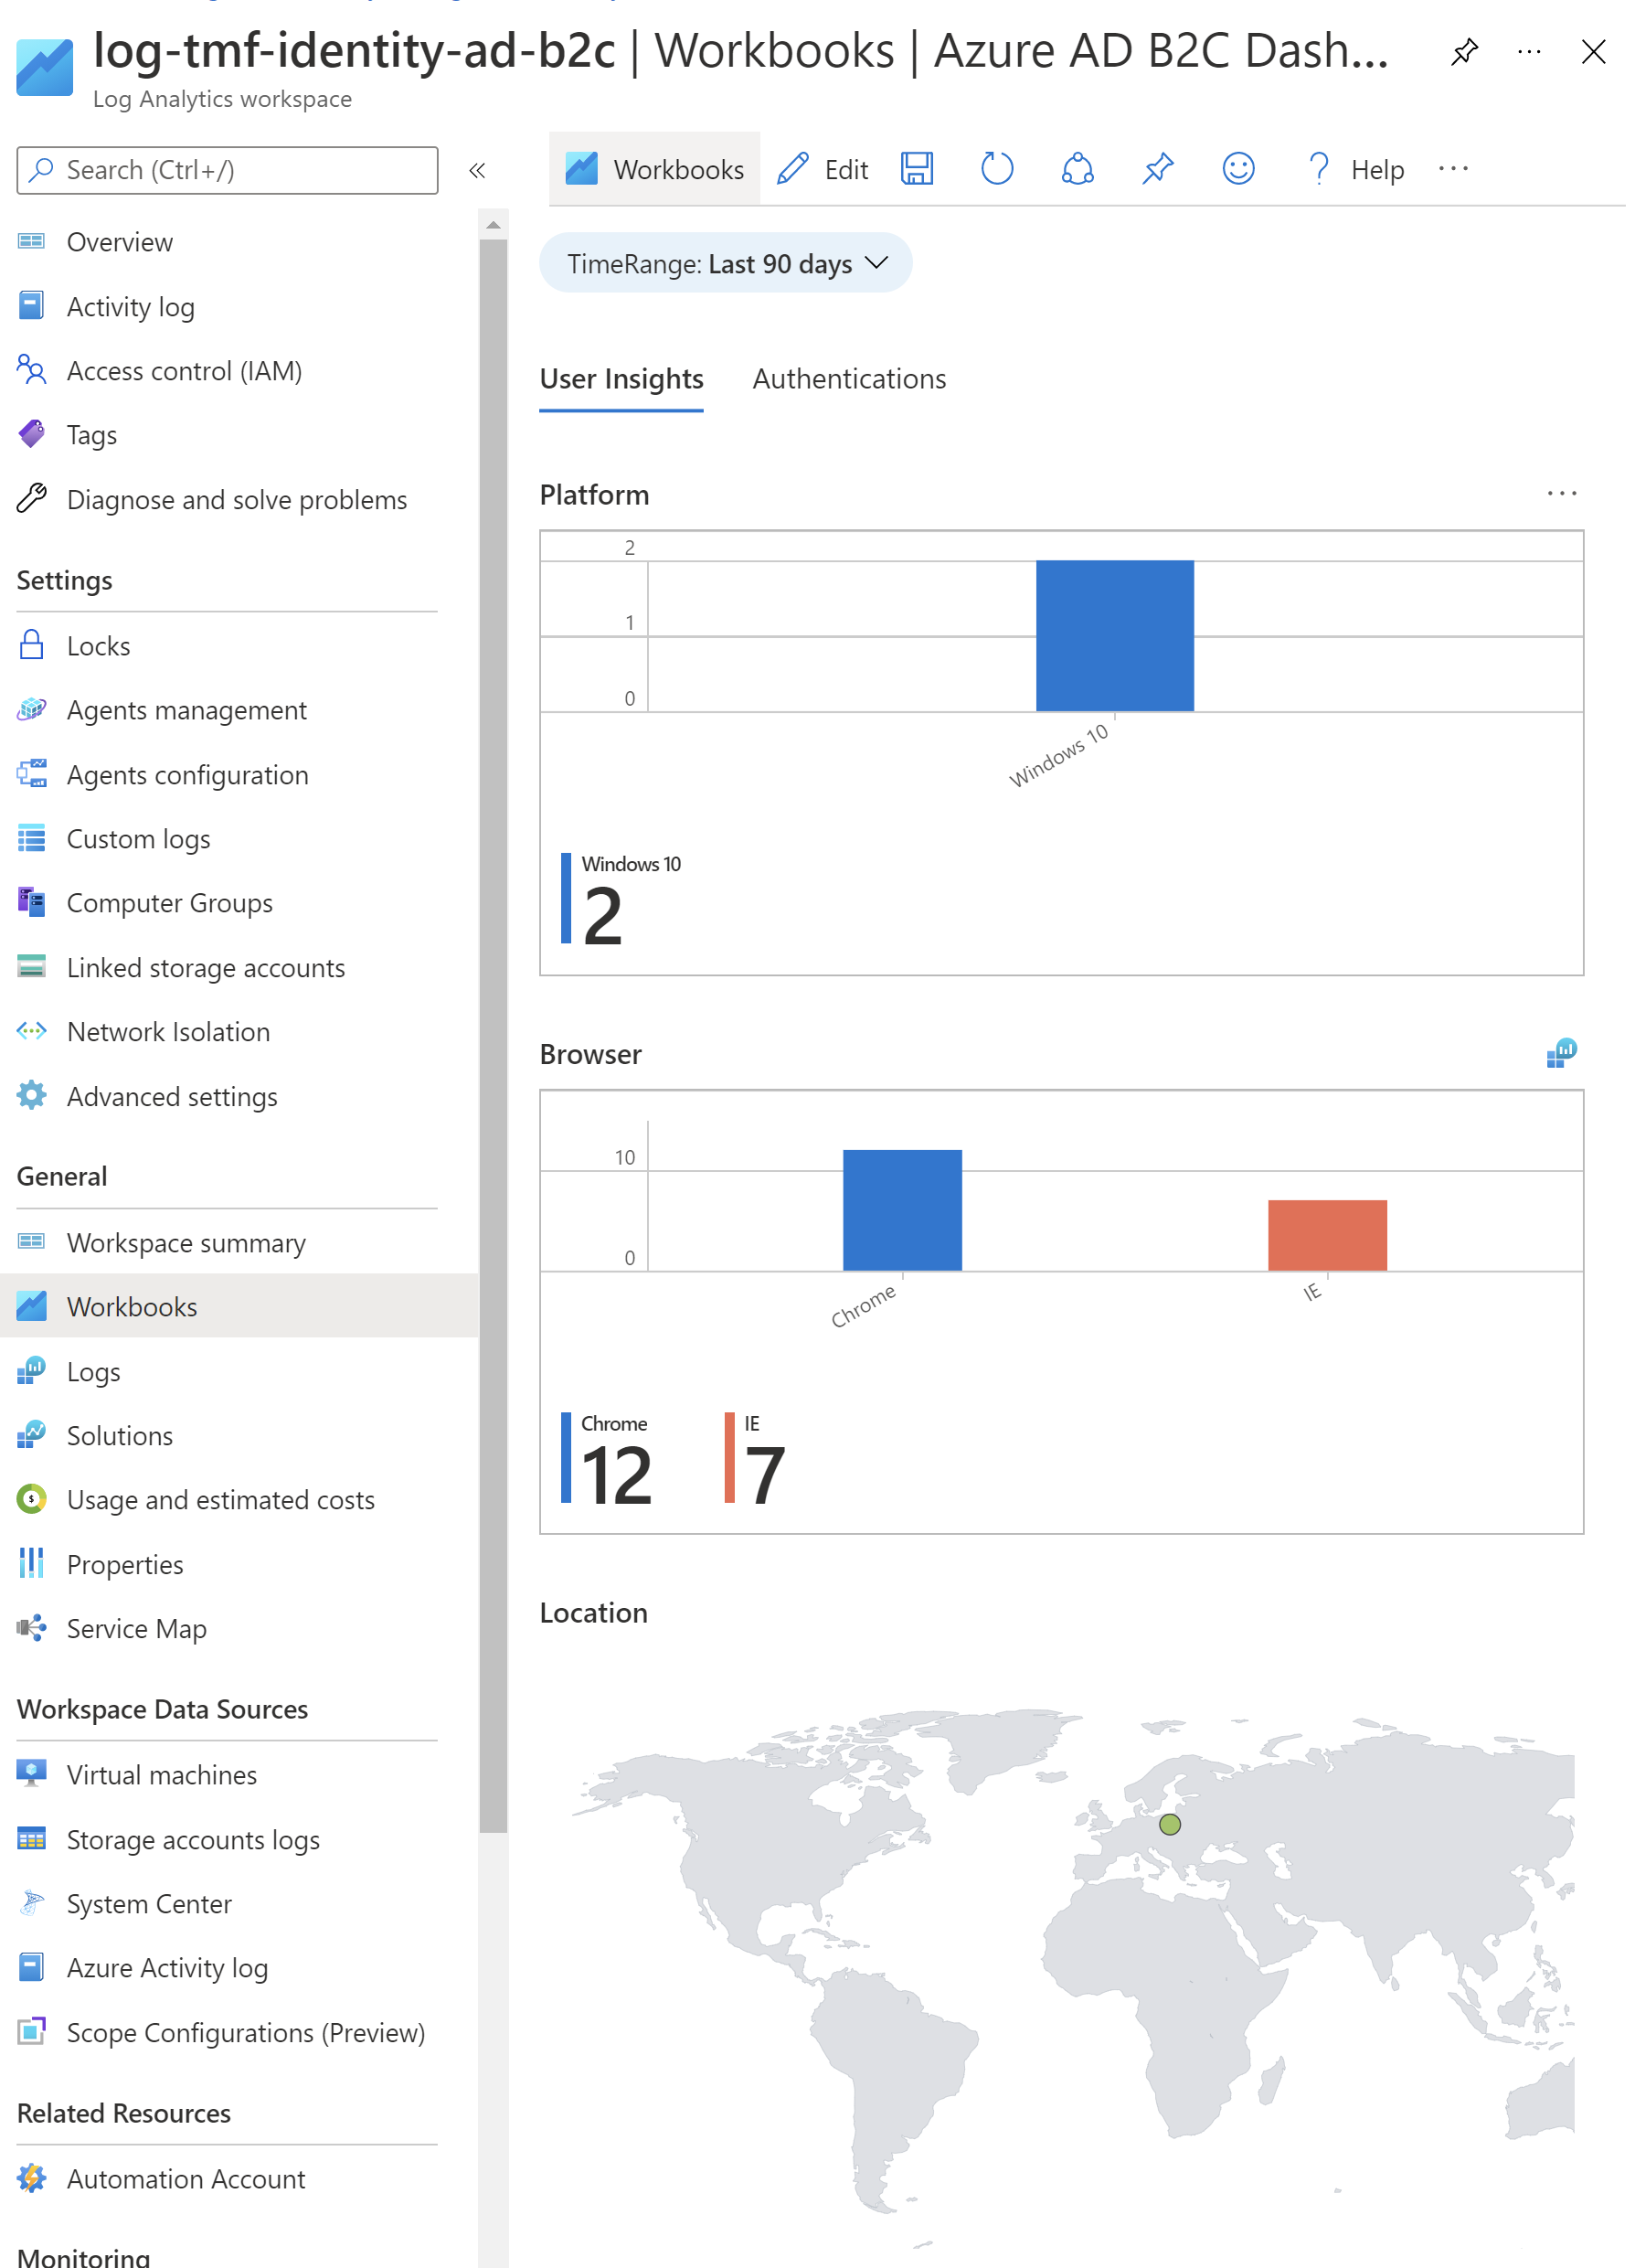 log-tmf-identity-ad-b2c | Workbooks | Azure AD B2C Dash...
Log Analytics workspace
Search (Ctrl+/)
«
Overview
Activity log
Access control (IAM)
Tags
Diagnose and solve problems
Settings
Locks
Agents management
Agents configuration
Custom logs
Computer Groups
Linked storage accounts
Network Isolation
Advanced settings
General
Workspace summary
Workbooks
Logs
Solutions
Usage and estimated costs
Properties
Service Map
Workspace Data Sources
Virtual machines
Storage accounts logs
System Center
Azure Activity log
Scope Configurations (Preview)
Related Resources
Automation Account
Monitoring
Workbooks
Edit
? Help
...
TimeRange: Last 90 days
User Insights
Authentications
Platform
...
2
1
0
Windows 10
Windows 10
2
Browser
10
0
Chrome
IE
Chrome
12
IE
7
Location